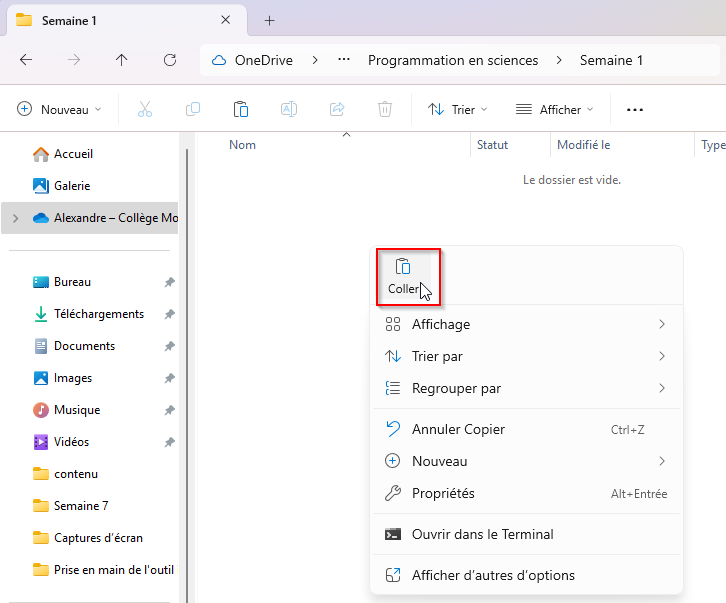 Semaine 1
OneDrive > ··· Programmation en sciences > Semaine 1
Nouveau Trier Afficher ···
Accueil
Galerie
Alexandre – Collège Mo
Bureau
Téléchargements
Documents
Images
Musique
Vidéos
contenu
Semaine 7
Captures d'écran
Prise en main de l'outil
Nom Statut Modifié le Type
Le dossier est vide.
Coller
Affichage
Trier par
Regrouper par
Annuler Copier Ctrl+Z
Nouveau
Propriétés Alt+Entrée
Ouvrir dans le Terminal
Afficher d'autres d'options